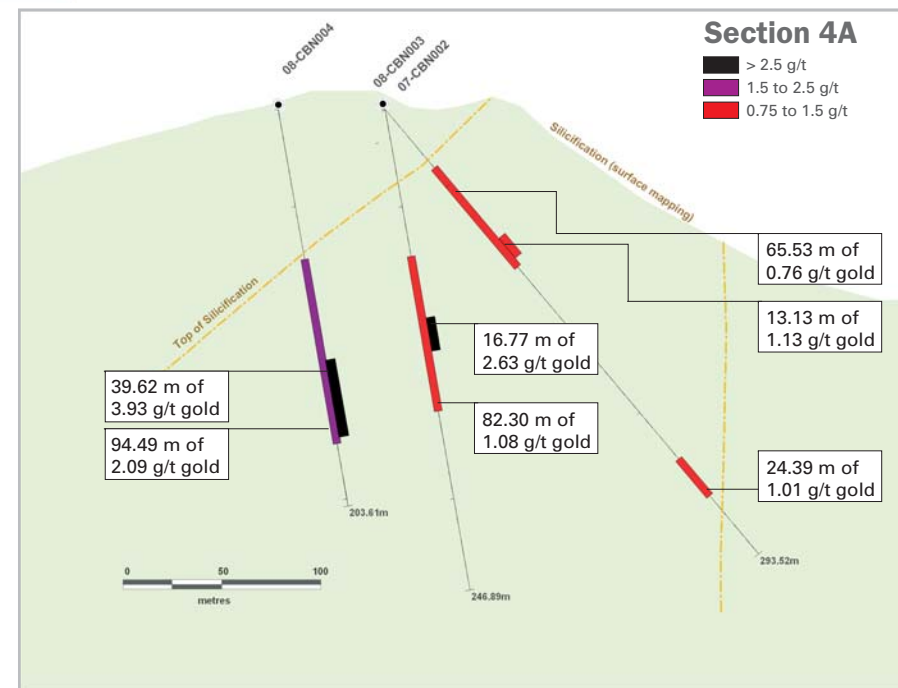 Section 4A
> 2.5 g/t
1.5 to 2.5 g/t
0.75 to 1.5 g/t
08-CBN004
08-CBN003
07-CBN002
Silicification (surface mapping)
Top of Silicification
65.53 m of
0.76 g/t gold
13.13 m of
1.13 g/t gold
16.77 m of
2.63 g/t gold
39.62 m of
3.93 g/t gold
82.30 m of
1.08 g/t gold
94.49 m of
2.09 g/t gold
24.39 m of
1.01 g/t gold
203.61m
293.52m
246.89m
0 50 100
metres